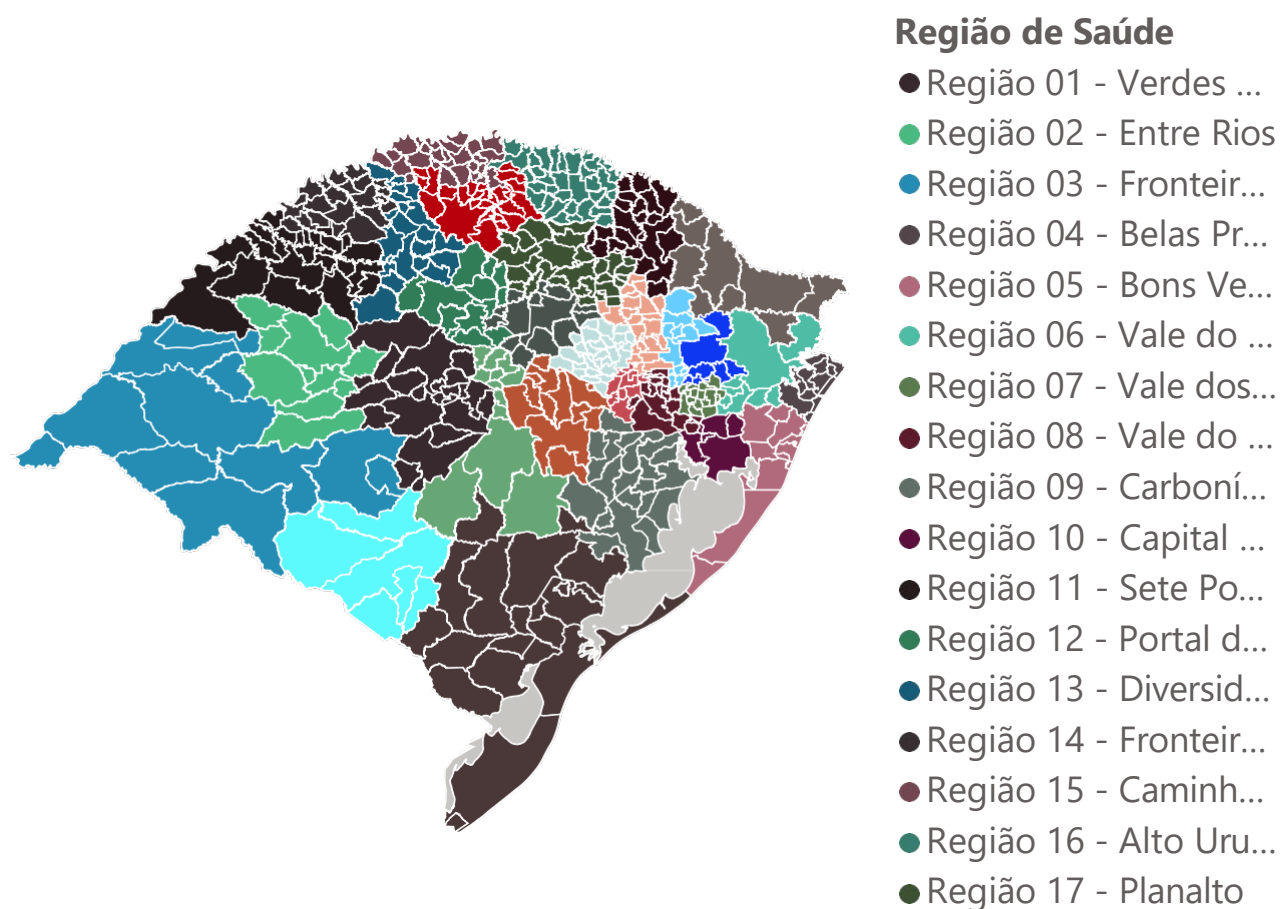 Região de Saúde
Região 01 - Verdes ...
Região 02 - Entre Rios
Região 03 - Fronteir...
Região 04 - Belas Pr...
Região 05 - Bons Ve...
Região 06 - Vale do ...
Região 07 - Vale dos...
Região 08 - Vale do ...
Região 09 - Carboní...
Região 10 - Capital ...
Região 11 - Sete Po...
Região 12 - Portal d...
Região 13 - Diversid...
Região 14 - Fronteir...
Região 15 - Caminh...
Região 16 - Alto Uru...
Região 17 - Planalto